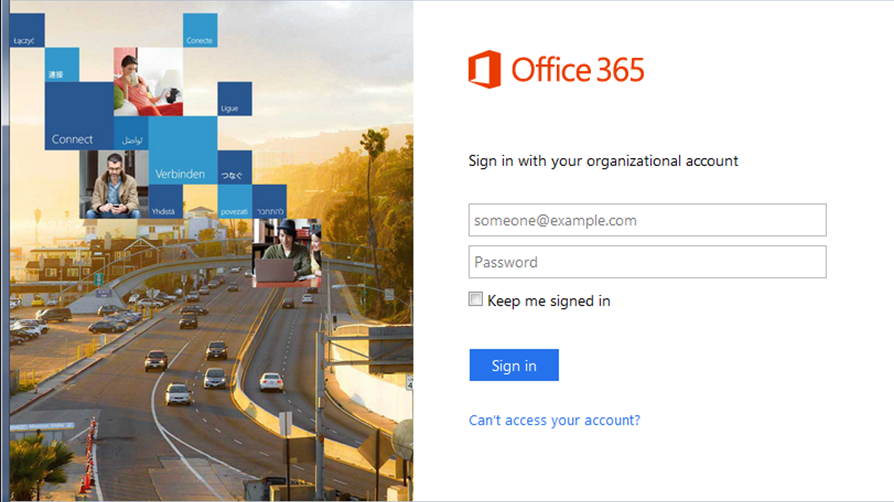 Łączyć
Conecte
連接
Ligue
Connect
تواصل
Verbinden
つなぐ
Yhdistä
povezati
להתחבר
Office 365
Sign in with your organizational account
someone@example.com
Password
Keep me signed in
Sign in
Can't access your account?